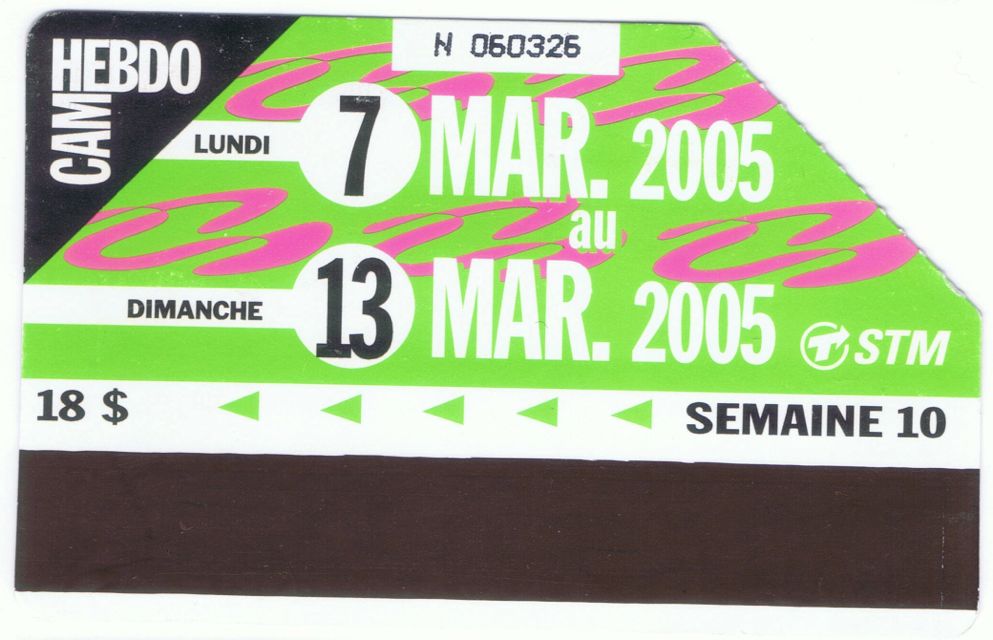 N 060326
CAM HEBDO
LUNDI 7 MAR. 2005
au
DIMANCHE 13 MAR. 2005
STM
18 $ SEMAINE 10